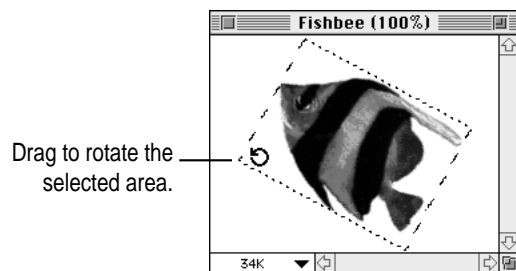 Fishbee (100%)
Drag to rotate the
selected area.
34K